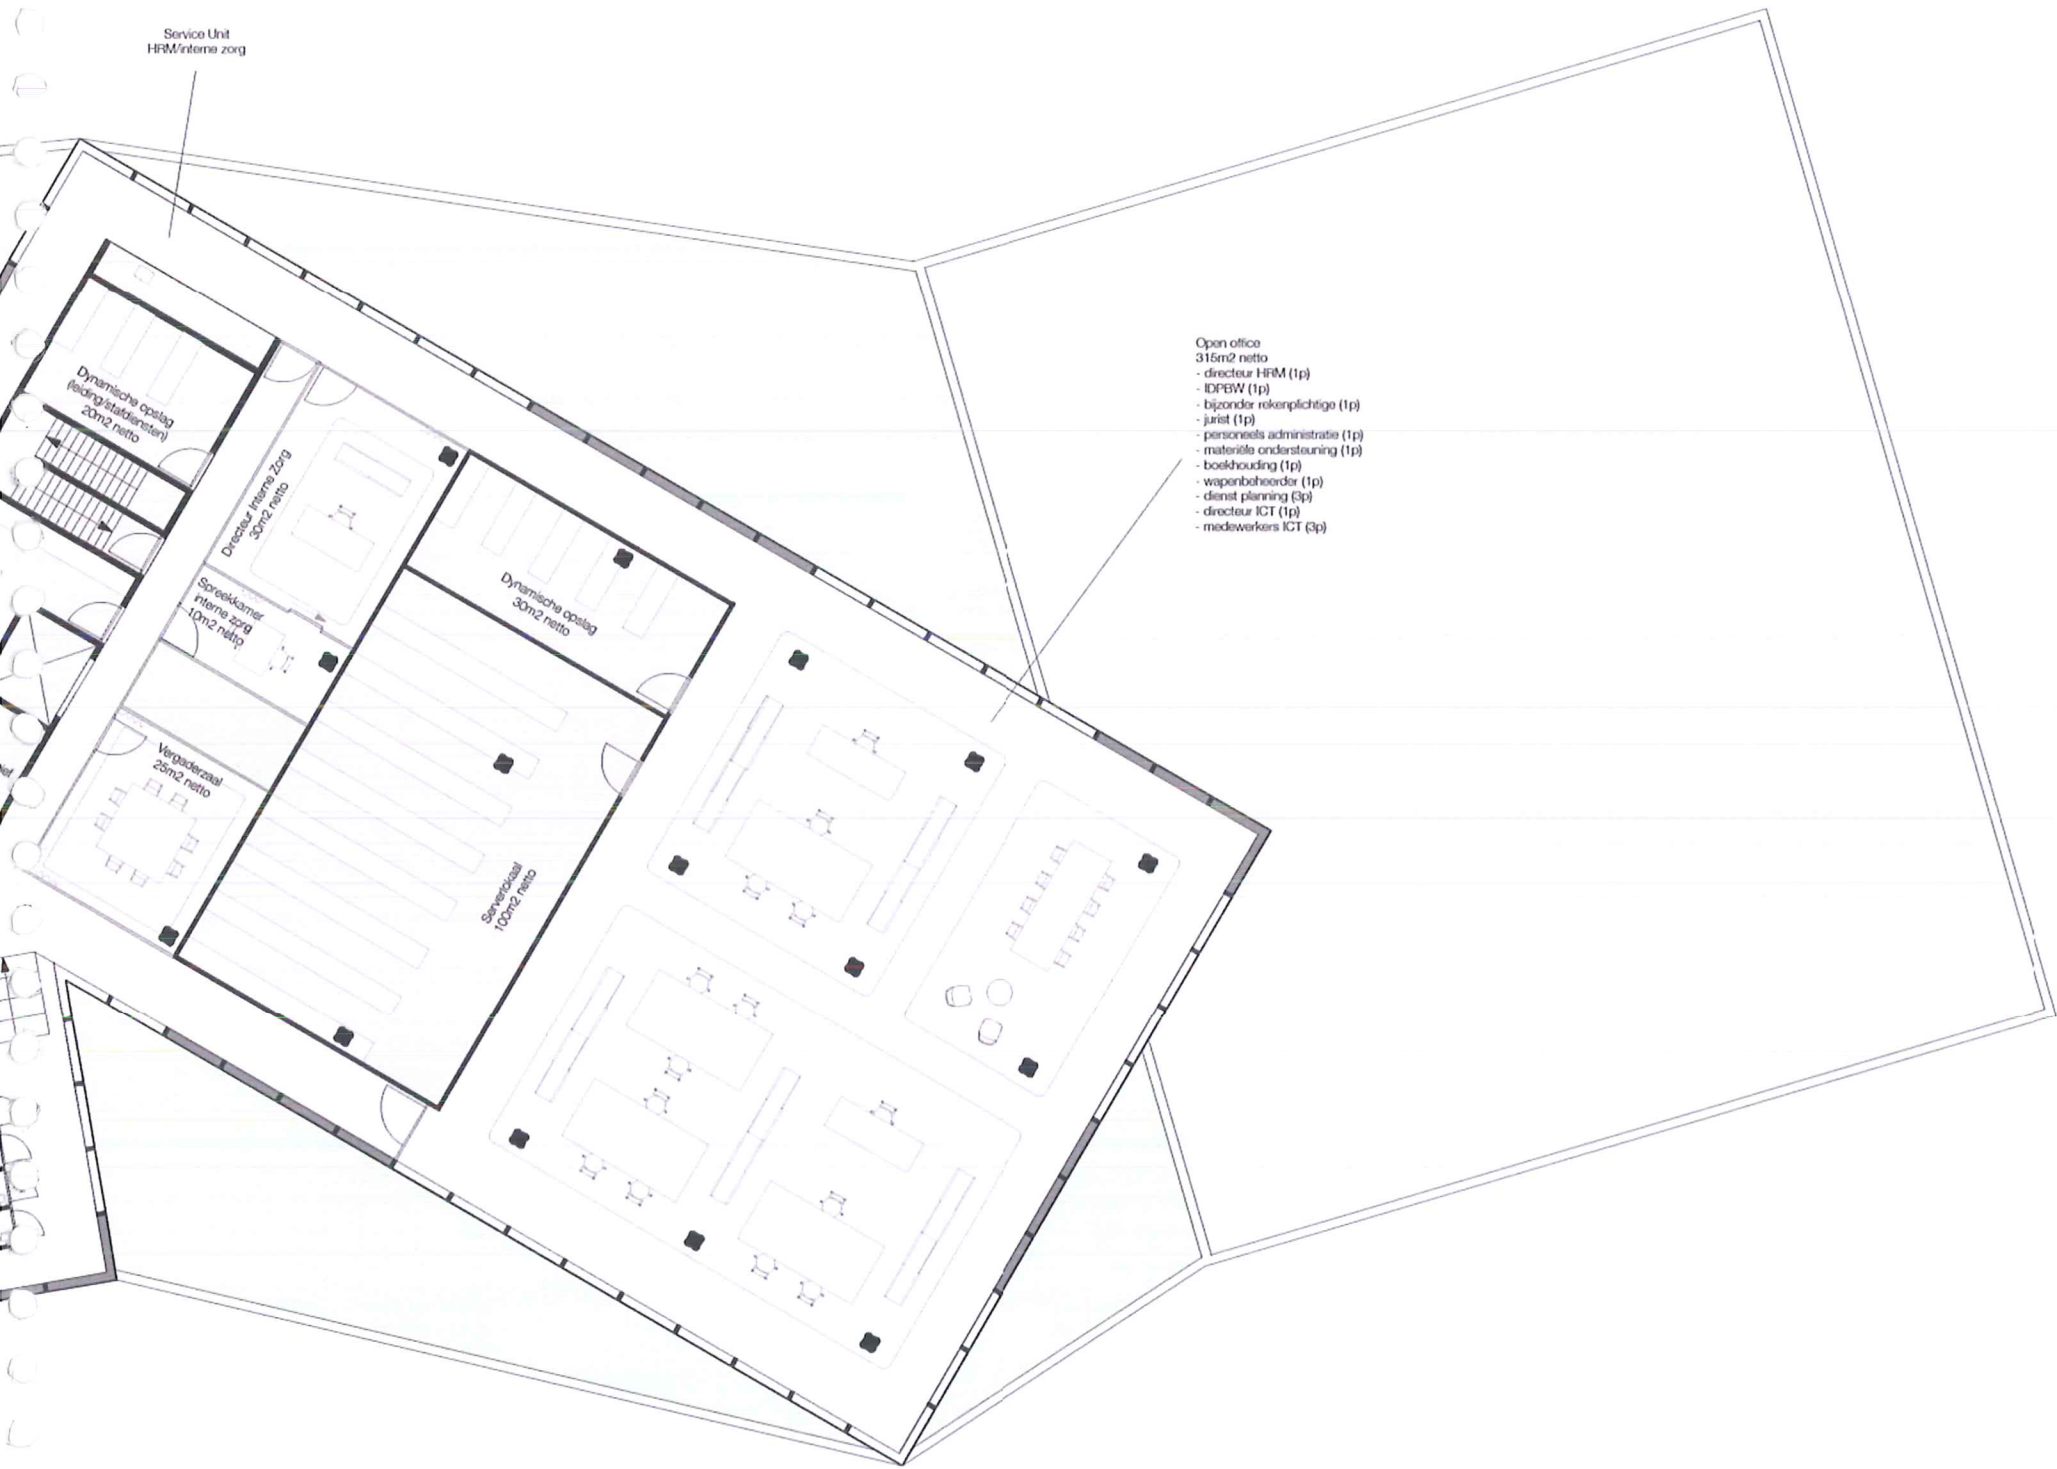 Service Unit
HRM/interne zorg
Open office
315m2 netto
- directeur HRM (1p)
- IDPBW (1p)
- bijzonder rekenplichtige (1p)
- jurist (1p)
- personeels administratie (1p)
- materiële ondersteuning (1p)
- boekhouding (1p)
- wapenbeheerder (1p)
- dienst planning (3p)
- directeur ICT (1p)
- medewerkers ICT (3p)
Dynamische opslag
(leiding/stafdiensten)
20m2 netto
Directeur Interne Zorg
30m2 netto
Dynamische opslag
30m2 netto
Spreekkamer
interne zorg
10m2 netto
Vergaderzaal
25m2 netto
Serverlokaal
100m2 netto